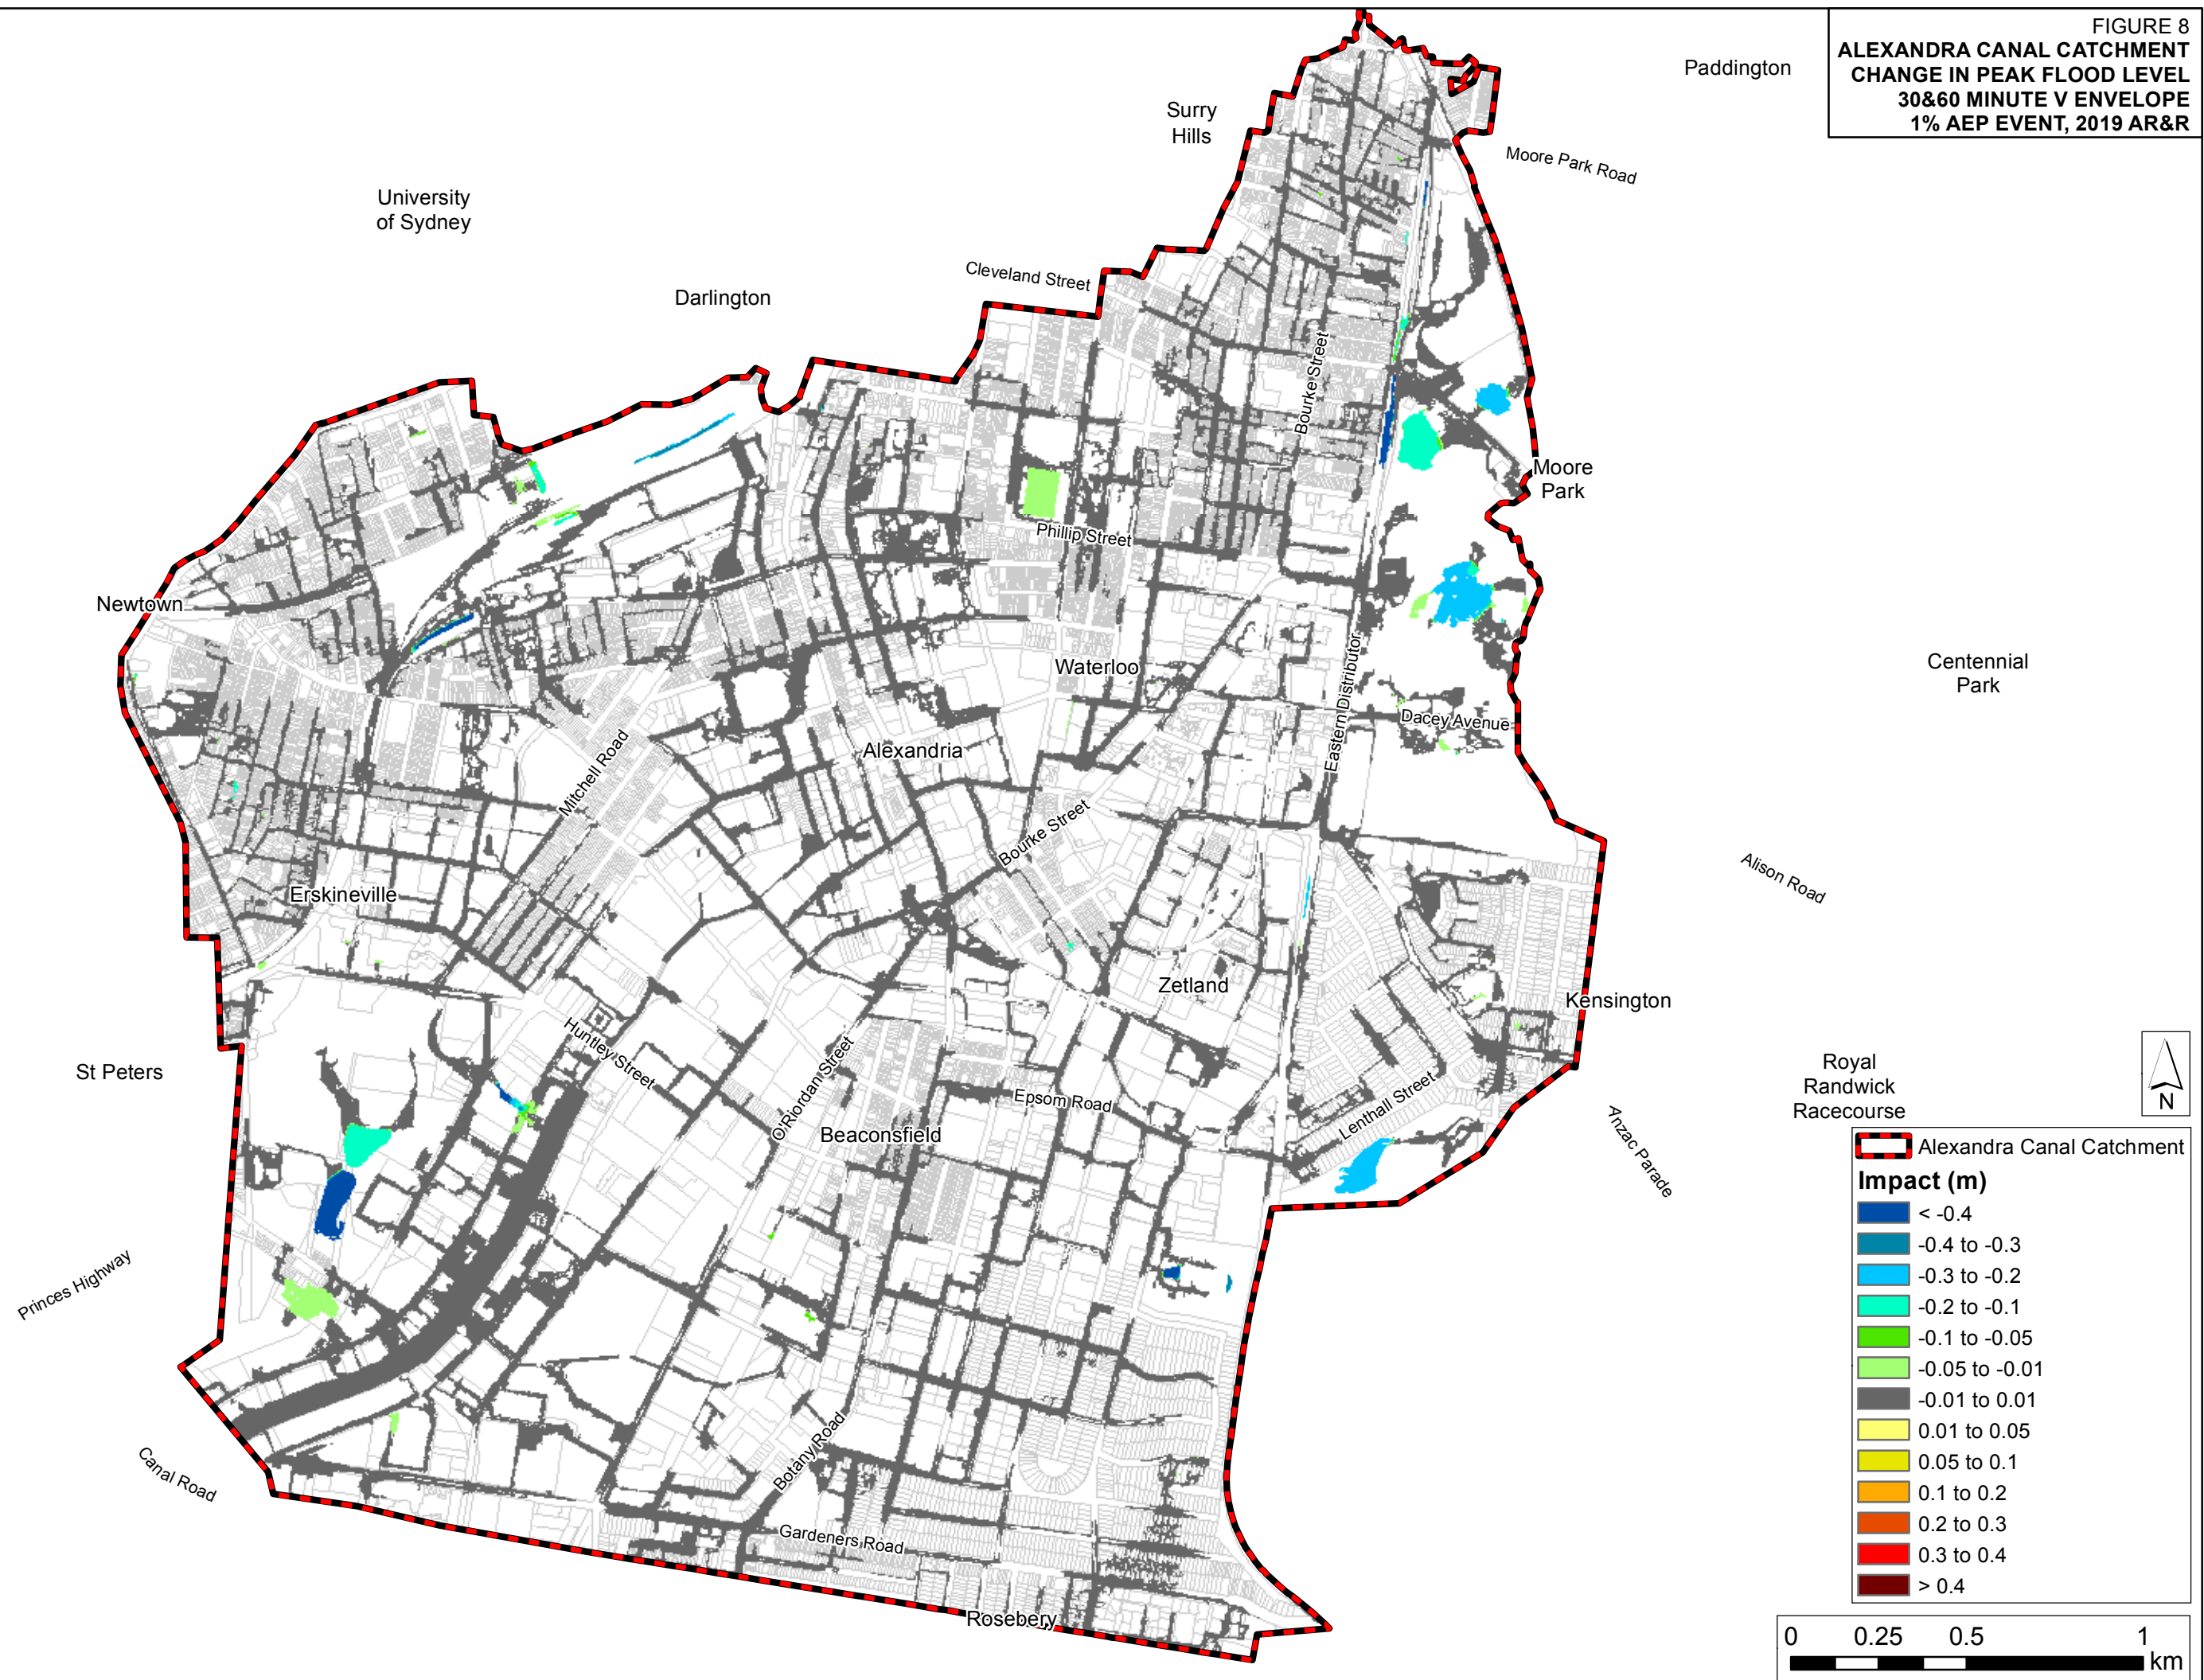 FIGURE 8
ALEXANDRA CANAL CATCHMENT
CHANGE IN PEAK FLOOD LEVEL
30&60 MINUTE V ENVELOPE
1% AEP EVENT, 2019 AR&R
Paddington
Surry
Hills
Moore Park Road
University
of Sydney
Cleveland Street
Darlington
Bourke Street
Moore
Park
Phillip Street
Newtown
Waterloo
Eastern Distributor
Centennial
Park
Dacey Avenue
Mitchell Road
Alexandria
Bourke Street
Alison Road
Erskineville
Zetland
Kensington
Huntley Street
St Peters
O'Riordan Street
Epsom Road
Lenthall Street
Beaconsfield
Royal
Randwick
Racecourse
Anzac Parade
N
Princes Highway
Canal Road
Botany Road
Gardeners Road
Rosebery
Alexandra Canal Catchment
Impact (m)
< -0.4
-0.4 to -0.3
-0.3 to -0.2
-0.2 to -0.1
-0.1 to -0.05
-0.05 to -0.01
-0.01 to 0.01
0.01 to 0.05
0.05 to 0.1
0.1 to 0.2
0.2 to 0.3
0.3 to 0.4
> 0.4
0 0.25 0.5 1
km